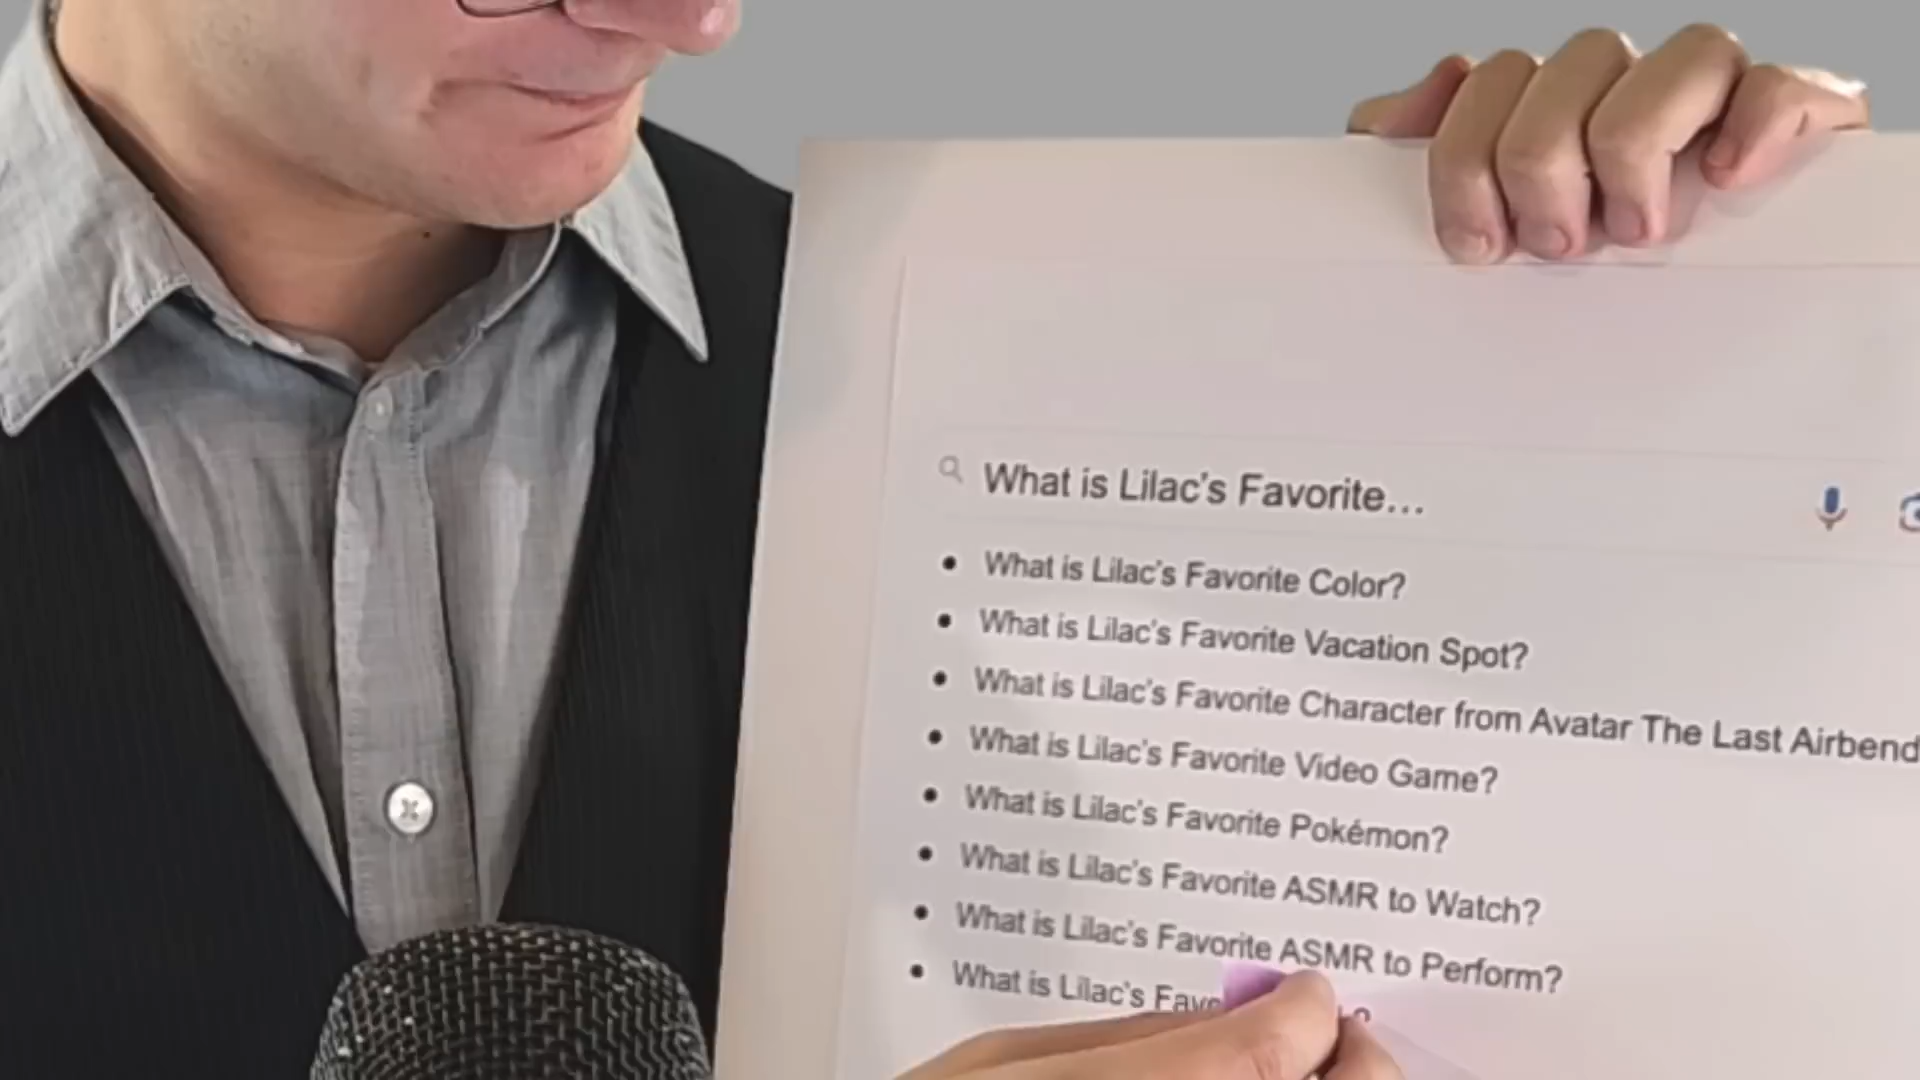 What is Lilac's Favorite...
What is Lilac's Favorite Color?
What is Lilac's Favorite Vacation Spot?
What is Lilac's Favorite Character from Avatar The Last Airbend
What is Lilac's Favorite Video Game?
What is Lilac's Favorite Pokémon?
What is Lilac's Favorite ASMR to Watch?
What is Lilac's Favorite ASMR to Perform?
What is Lilac's